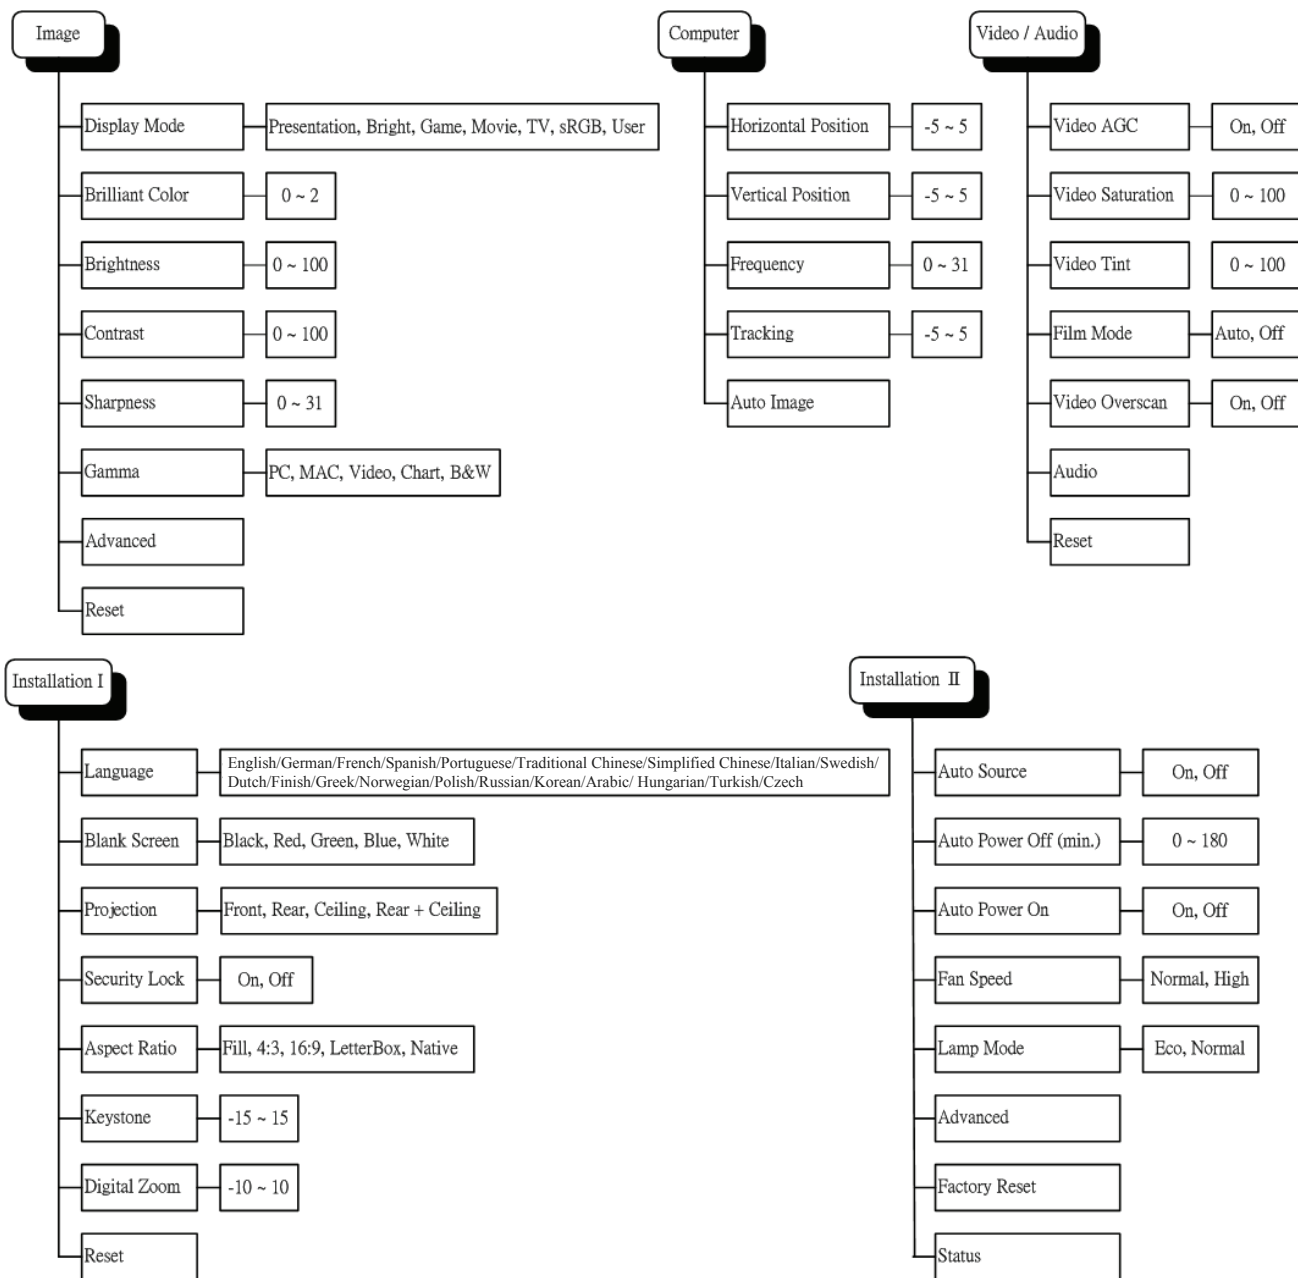 Image
Display Mode
Presentation, Bright, Game, Movie, TV, sRGB, User
Brilliant Color
0 ~ 2
Brightness
0 ~ 100
Contrast
0 ~ 100
Sharpness
0 ~ 31
Gamma
PC, MAC, Video, Chart, B&W
Advanced
Reset
Computer
Horizontal Position
-5 ~ 5
Vertical Position
-5 ~ 5
Frequency
0 ~ 31
Tracking
-5 ~ 5
Auto Image
Video / Audio
Video AGC
On, Off
Video Saturation
0 ~ 100
Video Tint
0 ~ 100
Film Mode
Auto, Off
Video Overscan
On, Off
Audio
Reset
Installation I
Language
English/German/French/Spanish/Portuguese/Traditional Chinese/Simplified Chinese/Italian/Swedish/
Dutch/Finish/Greek/Norwegian/Polish/Russian/Korean/Arabic/ Hungarian/Turkish/Czech
Blank Screen
Black, Red, Green, Blue, White
Projection
Front, Rear, Ceiling, Rear + Ceiling
Security Lock
On, Off
Aspect Ratio
Fill, 4:3, 16:9, LetterBox, Native
Keystone
-15 ~ 15
Digital Zoom
-10 ~ 10
Reset
Installation Ⅱ
Auto Source
On, Off
Auto Power Off (min.)
0 ~ 180
Auto Power On
On, Off
Fan Speed
Normal, High
Lamp Mode
Eco, Normal
Advanced
Factory Reset
Status